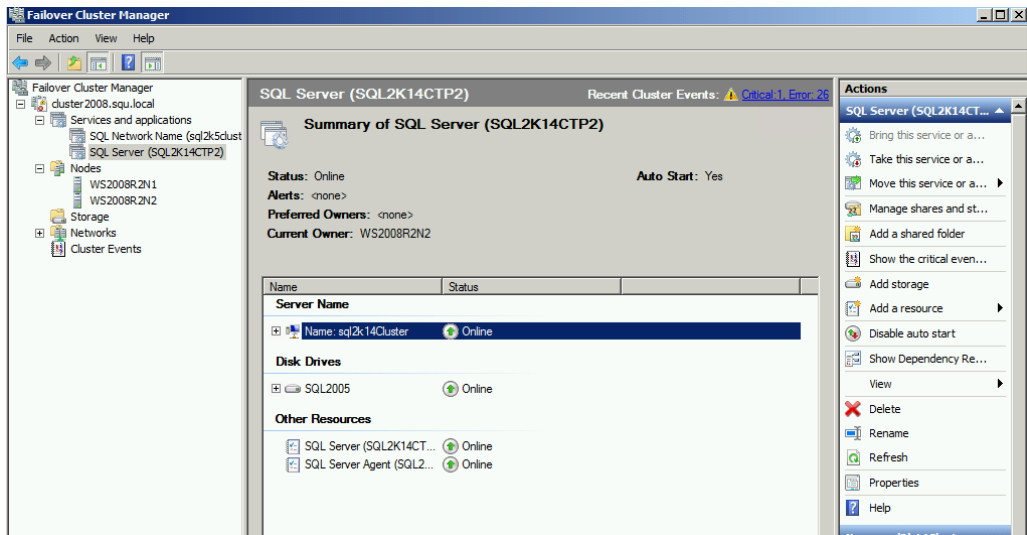 Failover Cluster Manager
File Action View Help
Failover Cluster Manager
cluster2008.squ.local
Services and applications
SQL Network Name (sql2k5clust
SQL Server (SQL2K14CTP2)
Nodes
WS2008R2N1
WS2008R2N2
Storage
Networks
Cluster Events
SQL Server (SQL2K14CTP2) Recent Cluster Events: Critical:1, Error: 26
Summary of SQL Server (SQL2K14CTP2)
Status: Online Auto Start: Yes
Alerts: <none>
Preferred Owners: <none>
Current Owner: WS2008R2N2
Name Status
Server Name
Name: sql2k14Cluster Online
Disk Drives
SQL2005 Online
Other Resources
SQL Server (SQL2K14CT... Online
SQL Server Agent (SQL2... Online
Actions
SQL Server (SQL2K14CT...
Bring this service or a...
Take this service or a...
Move this service or a...
Manage shares and st...
Add a shared folder
Show the critical even...
Add storage
Add a resource
Disable auto start
Show Dependency Re...
View
Delete
Rename
Refresh
Properties
Help